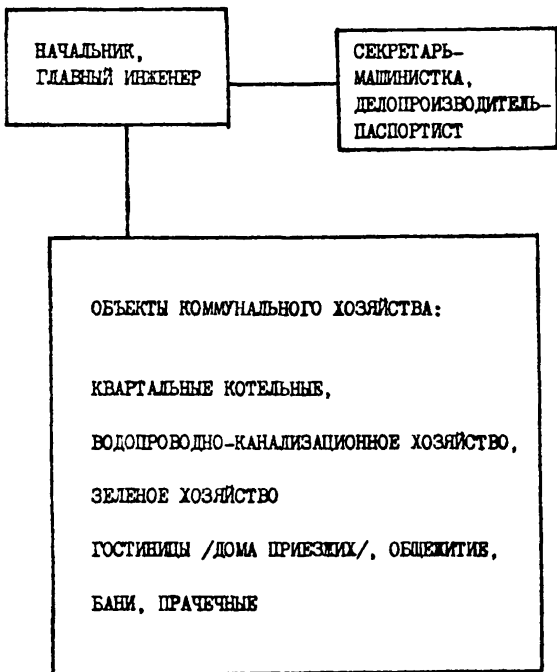 НАЧАЛЬНИК,
ГЛАВНЫЙ ИНЖЕНЕР
СЕКРЕТАРЬ-
МАШИНИСТКА,
ДЕЛОПРОИЗВОДИТЕЛЬ-
ПАСПОРТИСТ
ОБЪЕКТЫ КОММУНАЛЬНОГО ХОЗЯЙСТВА:
КВАРТАЛЬНЫЕ КОТЕЛЬНЫЕ,
ВОДОПРОВОДНО-КАНАЛИЗАЦИОННОЕ ХОЗЯЙСТВО,
ЗЕЛЕНОЕ ХОЗЯЙСТВО
ГОСТИНИЦЫ /ДОМА ПРИЕЗЖИХ/, ОБЩЕЖИТИЕ,
БАНИ, ПРАЧЕЧНЫЕ